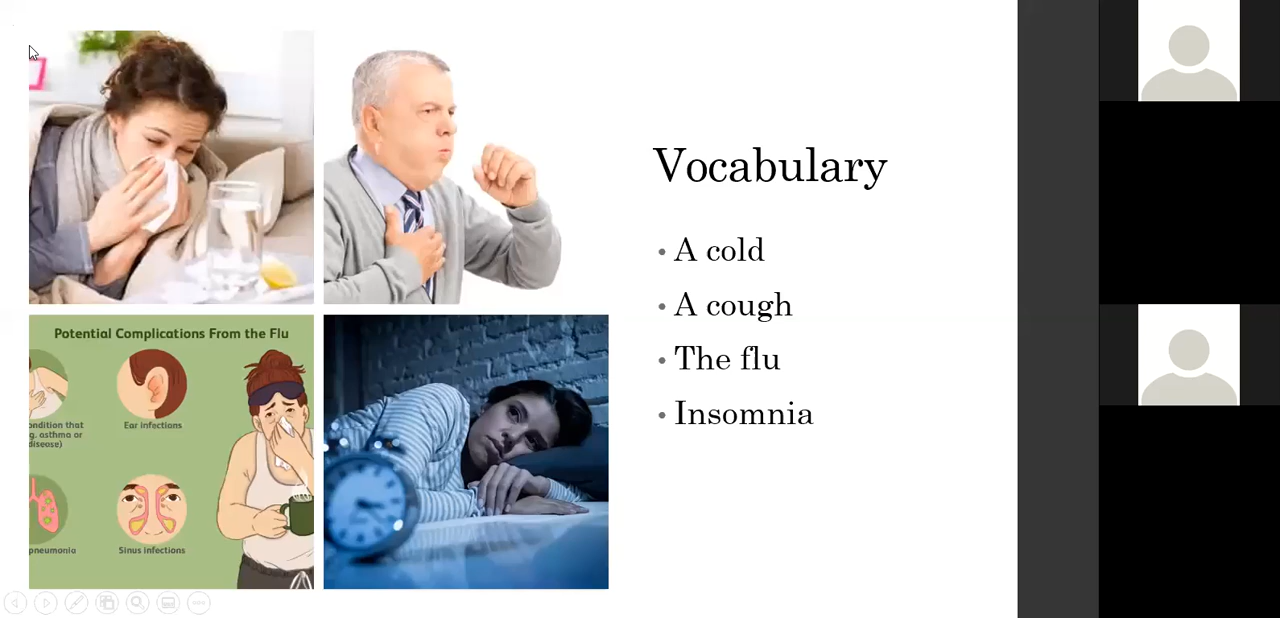 Potential Complications From the Flu
ondition that
g. asthma or
disease)
Ear infections
pneumonia
Sinus infections
Vocabulary
• A cold
• A cough
• The flu
• Insomnia